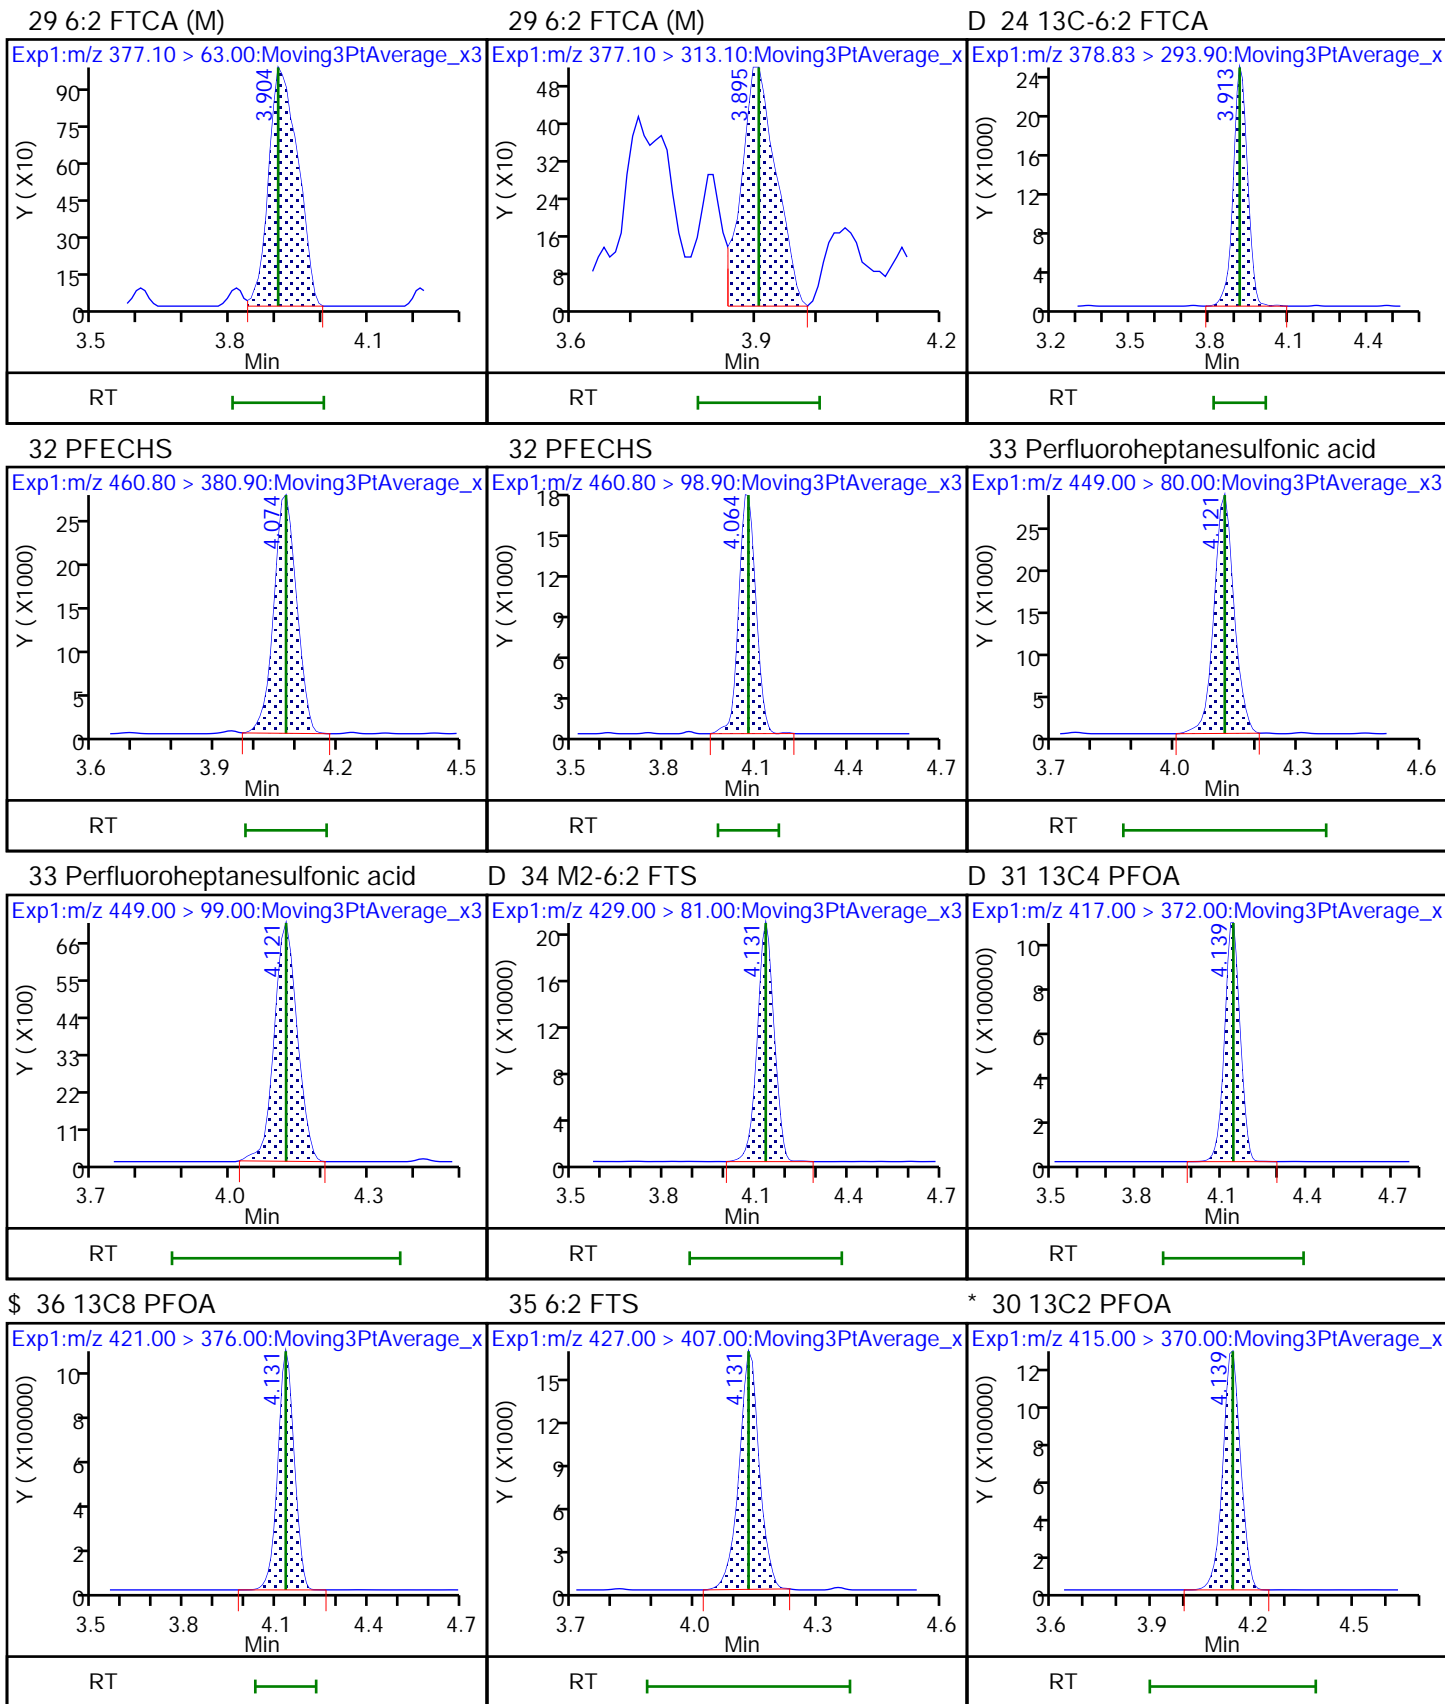 29 6:2 FTCA (M)
Exp1:m/z 377.10 > 63.00:Moving3PtAverage_x3
3.904
90
75
60
45
30
15
0
Y ( X10)
3.5 3.8 4.1
Min
RT
29 6:2 FTCA (M)
Exp1:m/z 377.10 > 313.10:Moving3PtAverage_x
3.895
48
40
32
24
16
8
0
Y ( X10)
3.6 3.9 4.2
Min
RT
D 24 13C-6:2 FTCA
Exp1:m/z 378.83 > 293.90:Moving3PtAverage_x
3.913
24
20
16
12
8
4
0
Y ( X1000)
3.2 3.5 3.8 4.1 4.4
Min
RT
32 PFECHS
Exp1:m/z 460.80 > 380.90:Moving3PtAverage_x
4.074
25
20
15
10
5
0
Y ( X1000)
3.6 3.9 4.2 4.5
Min
RT
32 PFECHS
Exp1:m/z 460.80 > 98.90:Moving3PtAverage_x3
4.064
18
15
12
9
6
3
0
Y ( X1000)
3.5 3.8 4.1 4.4 4.7
Min
RT
33 Perfluoroheptanesulfonic acid
Exp1:m/z 449.00 > 80.00:Moving3PtAverage_x3
4.121
25
20
15
10
5
0
Y ( X1000)
3.7 4.0 4.3 4.6
Min
RT
33 Perfluoroheptanesulfonic acid
Exp1:m/z 449.00 > 99.00:Moving3PtAverage_x3
4.121
66
55
44
33
22
11
0
Y ( X100)
3.7 4.0 4.3
Min
RT
D 34 M2-6:2 FTS
Exp1:m/z 429.00 > 81.00:Moving3PtAverage_x3
4.131
20
16
12
8
4
0
Y ( X10000)
3.5 3.8 4.1 4.4 4.7
Min
RT
D 31 13C4 PFOA
Exp1:m/z 417.00 > 372.00:Moving3PtAverage_x
4.139
10
8
6
4
2
0
Y ( X100000)
3.5 3.8 4.1 4.4 4.7
Min
RT
$ 36 13C8 PFOA
Exp1:m/z 421.00 > 376.00:Moving3PtAverage_x
4.131
10
8
6
4
2
0
Y ( X100000)
3.5 3.8 4.1 4.4 4.7
Min
RT
35 6:2 FTS
Exp1:m/z 427.00 > 407.00:Moving3PtAverage_x
4.131
15
12
9
6
3
0
Y ( X1000)
3.7 4.0 4.3 4.6
Min
RT
* 30 13C2 PFOA
Exp1:m/z 415.00 > 370.00:Moving3PtAverage_x
4.139
12
10
8
6
4
2
0
Y ( X100000)
3.6 3.9 4.2 4.5
Min
RT